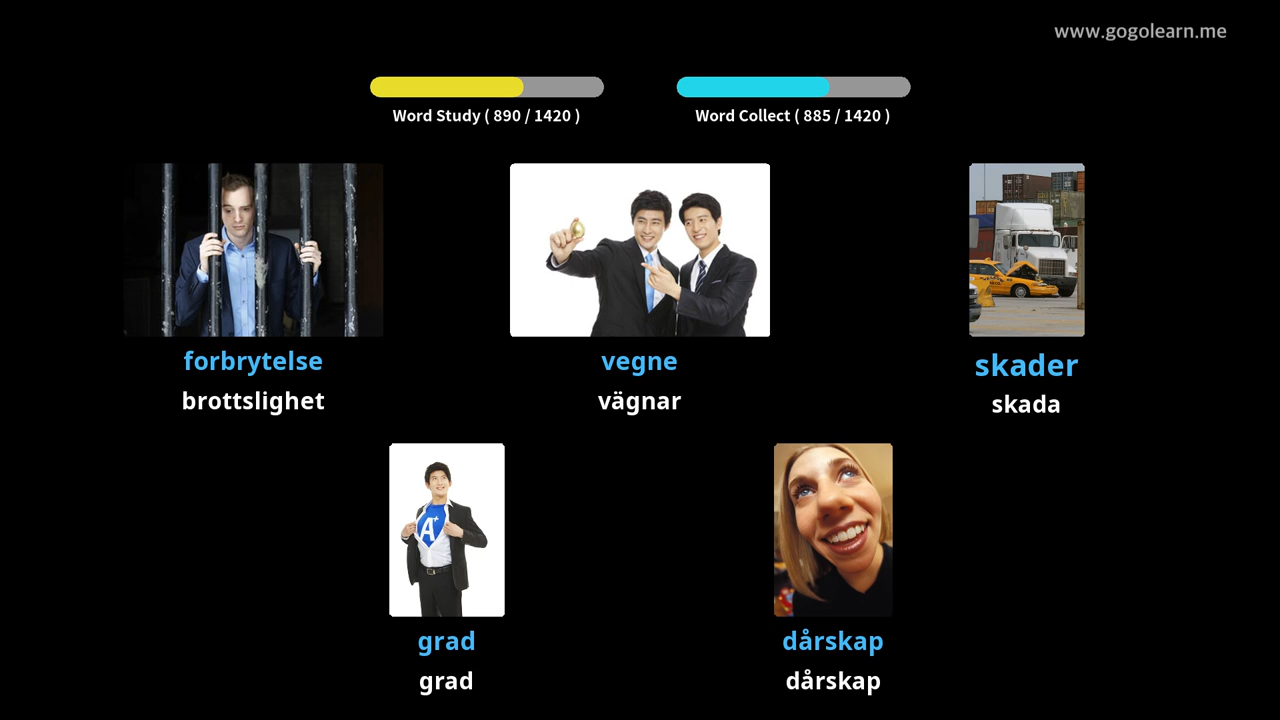 www.gogolearn.me
Word Study ( 890 / 1420 )
Word Collect ( 885 / 1420 )
forbrytelse
brottslighet
vegne
vägnar
skader
skada
A+
grad
grad
dårskap
dårskap